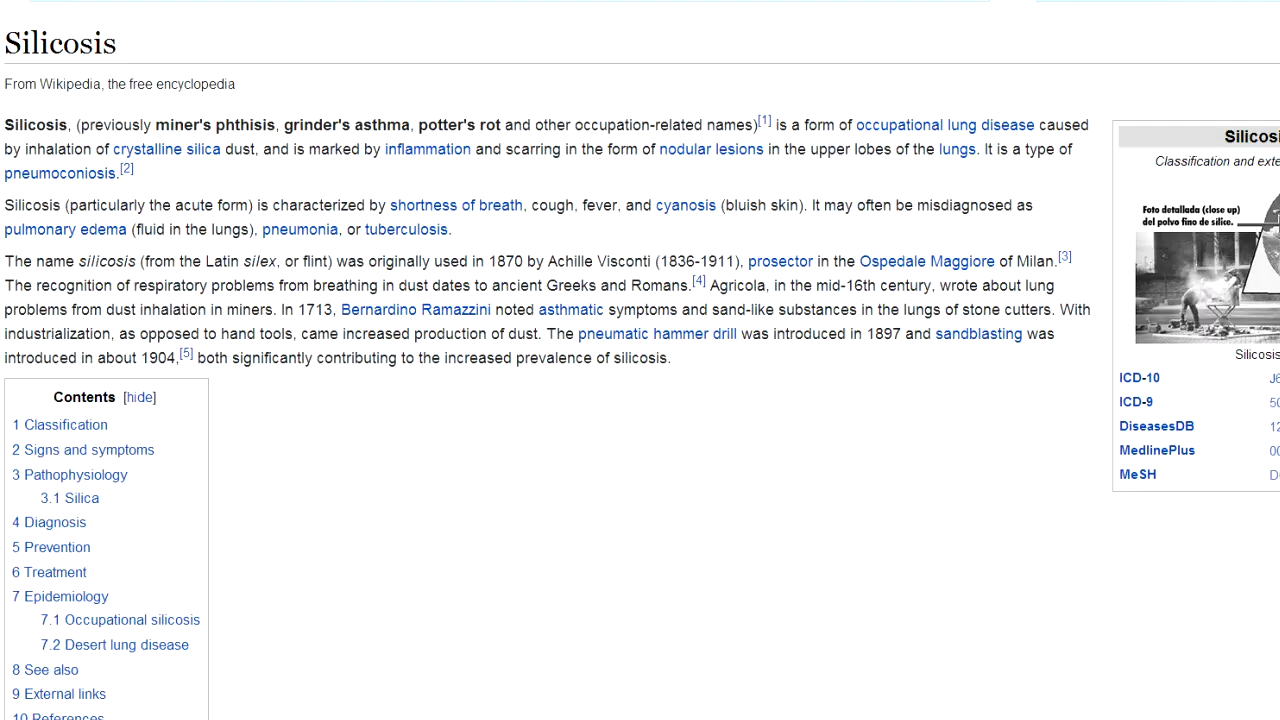 Silicosis
From Wikipedia, the free encyclopedia
Silicosis, (previously miner's phthisis, grinder's asthma, potter's rot and other occupation-related names)[1] is a form of occupational lung disease caused
by inhalation of crystalline silica dust, and is marked by inflammation and scarring in the form of nodular lesions in the upper lobes of the lungs. It is a type of
pneumoconiosis.[2]
Silicosis (particularly the acute form) is characterized by shortness of breath, cough, fever, and cyanosis (bluish skin). It may often be misdiagnosed as
pulmonary edema (fluid in the lungs), pneumonia, or tuberculosis.
The name silicosis (from the Latin silex, or flint) was originally used in 1870 by Achille Visconti (1836-1911), prosector in the Ospedale Maggiore of Milan.[3]
The recognition of respiratory problems from breathing in dust dates to ancient Greeks and Romans.[4] Agricola, in the mid-16th century, wrote about lung
problems from dust inhalation in miners. In 1713, Bernardino Ramazzini noted asthmatic symptoms and sand-like substances in the lungs of stone cutters. With
industrialization, as opposed to hand tools, came increased production of dust. The pneumatic hammer drill was introduced in 1897 and sandblasting was
introduced in about 1904,[5] both significantly contributing to the increased prevalence of silicosis.
Contents [hide]
1 Classification
2 Signs and symptoms
3 Pathophysiology
3.1 Silica
4 Diagnosis
5 Prevention
6 Treatment
7 Epidemiology
7.1 Occupational silicosis
7.2 Desert lung disease
8 See also
9 External links
10 References
Silicosi
Classification and exte
Foto detallada (close up)
del polvo fino de sílice.
Silicosis
ICD-10 J6
ICD-9 50
DiseasesDB 12
MedlinePlus 00
MeSH D